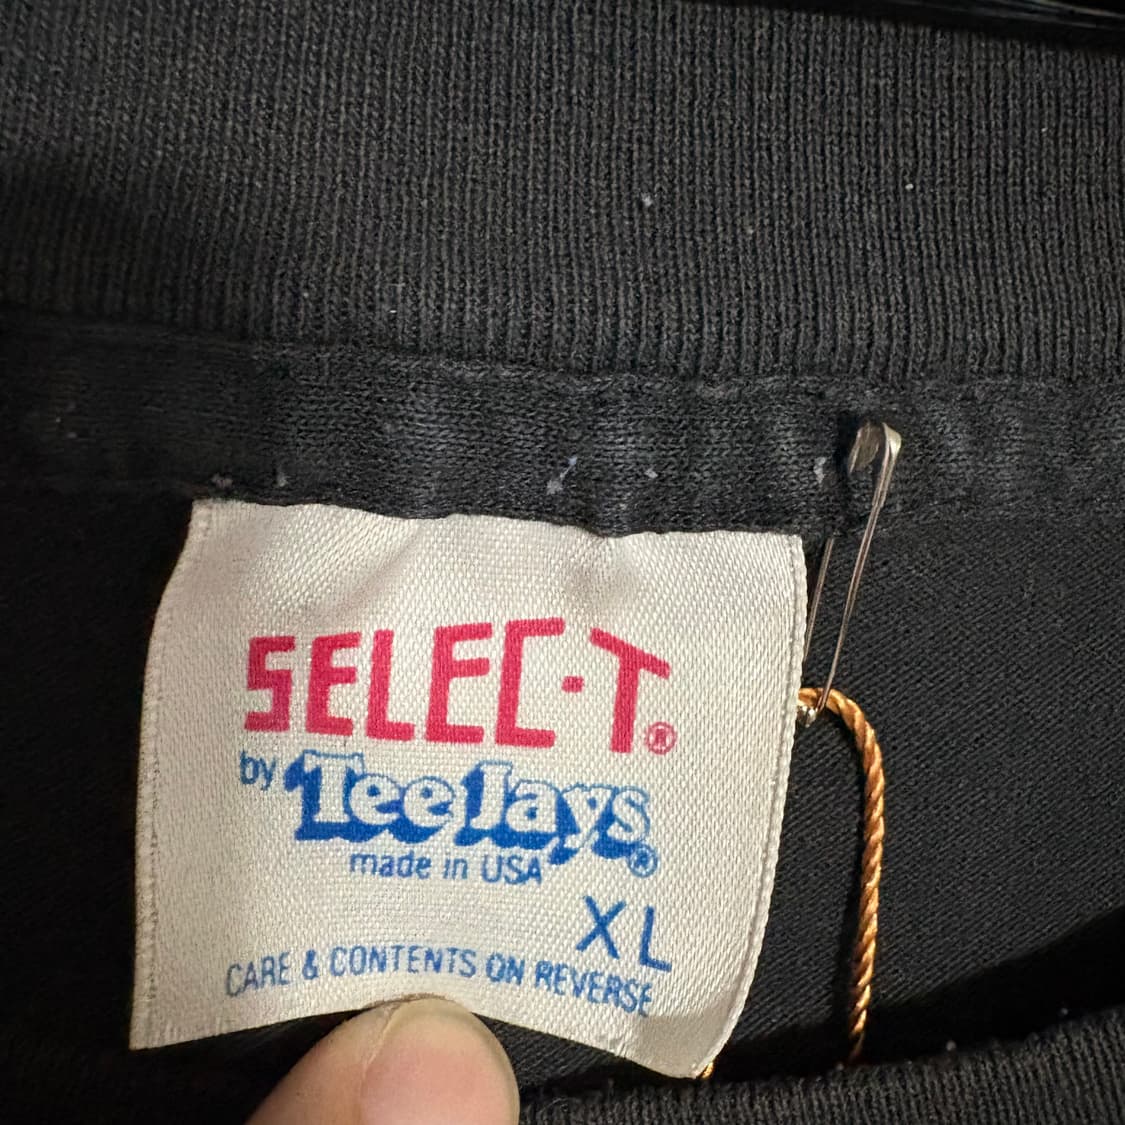 SELEC·T®
by Tee Jays®
made in USA
XL
CARE & CONTENTS ON REVERSE